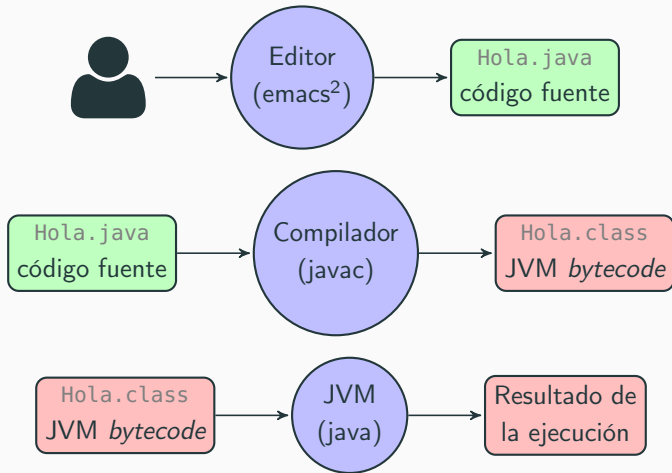 Editor
(emacs²)
Hola.java
código fuente
Hola.java
código fuente
Compilador
(javac)
Hola.class
JVM bytecode
Hola.class
JVM bytecode
JVM
(java)
Resultado de
la ejecución